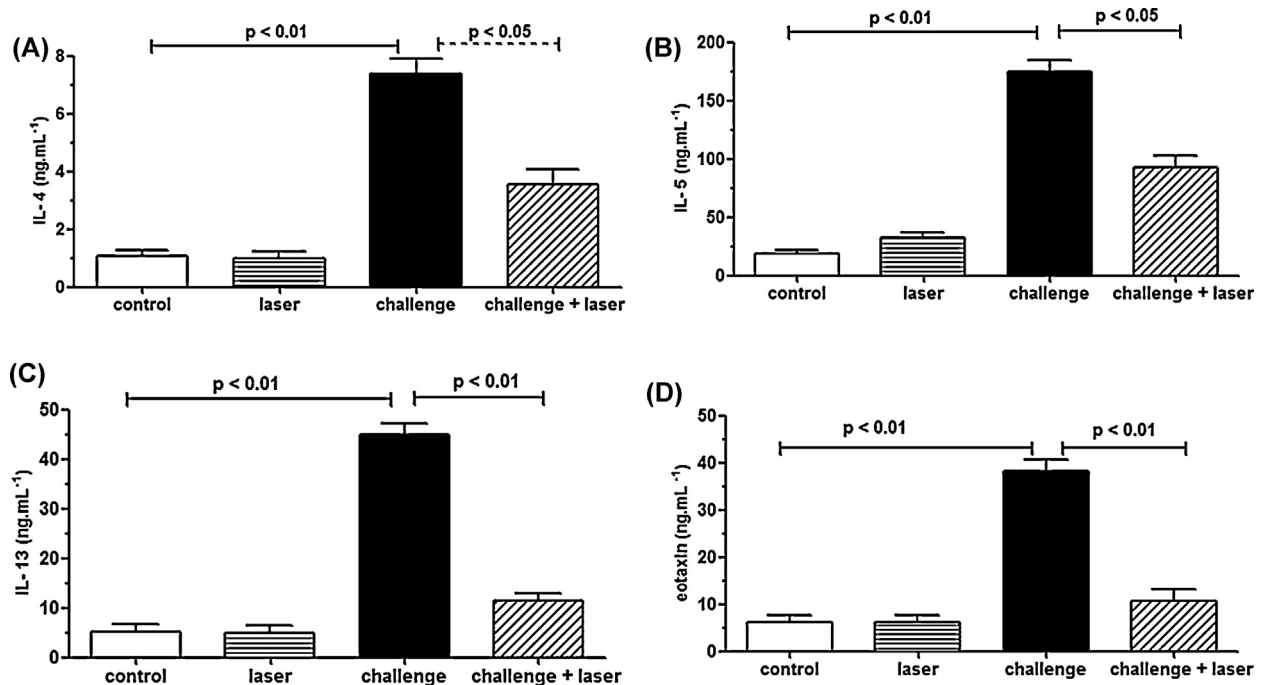 (A)
p < 0.01
p < 0.05
IL- 4 (ng.mL⁻¹)
8
6
4
2
0
control
laser
challenge
challenge + laser
(B)
p < 0.01
p < 0.05
IL- 5 (ng.mL⁻¹)
200
150
100
50
0
control
laser
challenge
challenge + laser
(C)
p < 0.01
p < 0.01
IL- 13 (ng.mL⁻¹)
50
40
30
20
10
0
control
laser
challenge
challenge + laser
(D)
p < 0.01
p < 0.01
eotaxin (ng.mL⁻¹)
50
40
30
20
10
0
control
laser
challenge
challenge + laser